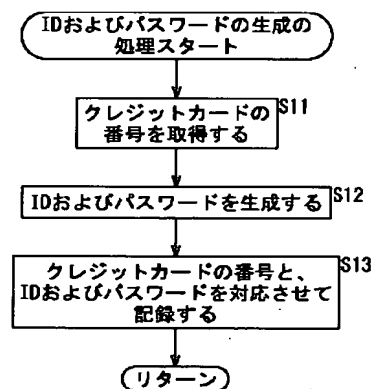 IDおよびパスワードの生成の
処理スタート
クレジットカードの
番号を取得する
S11
IDおよびパスワードを生成する
S12
クレジットカードの番号と、
IDおよびパスワードを対応させて
記録する
S13
リターン